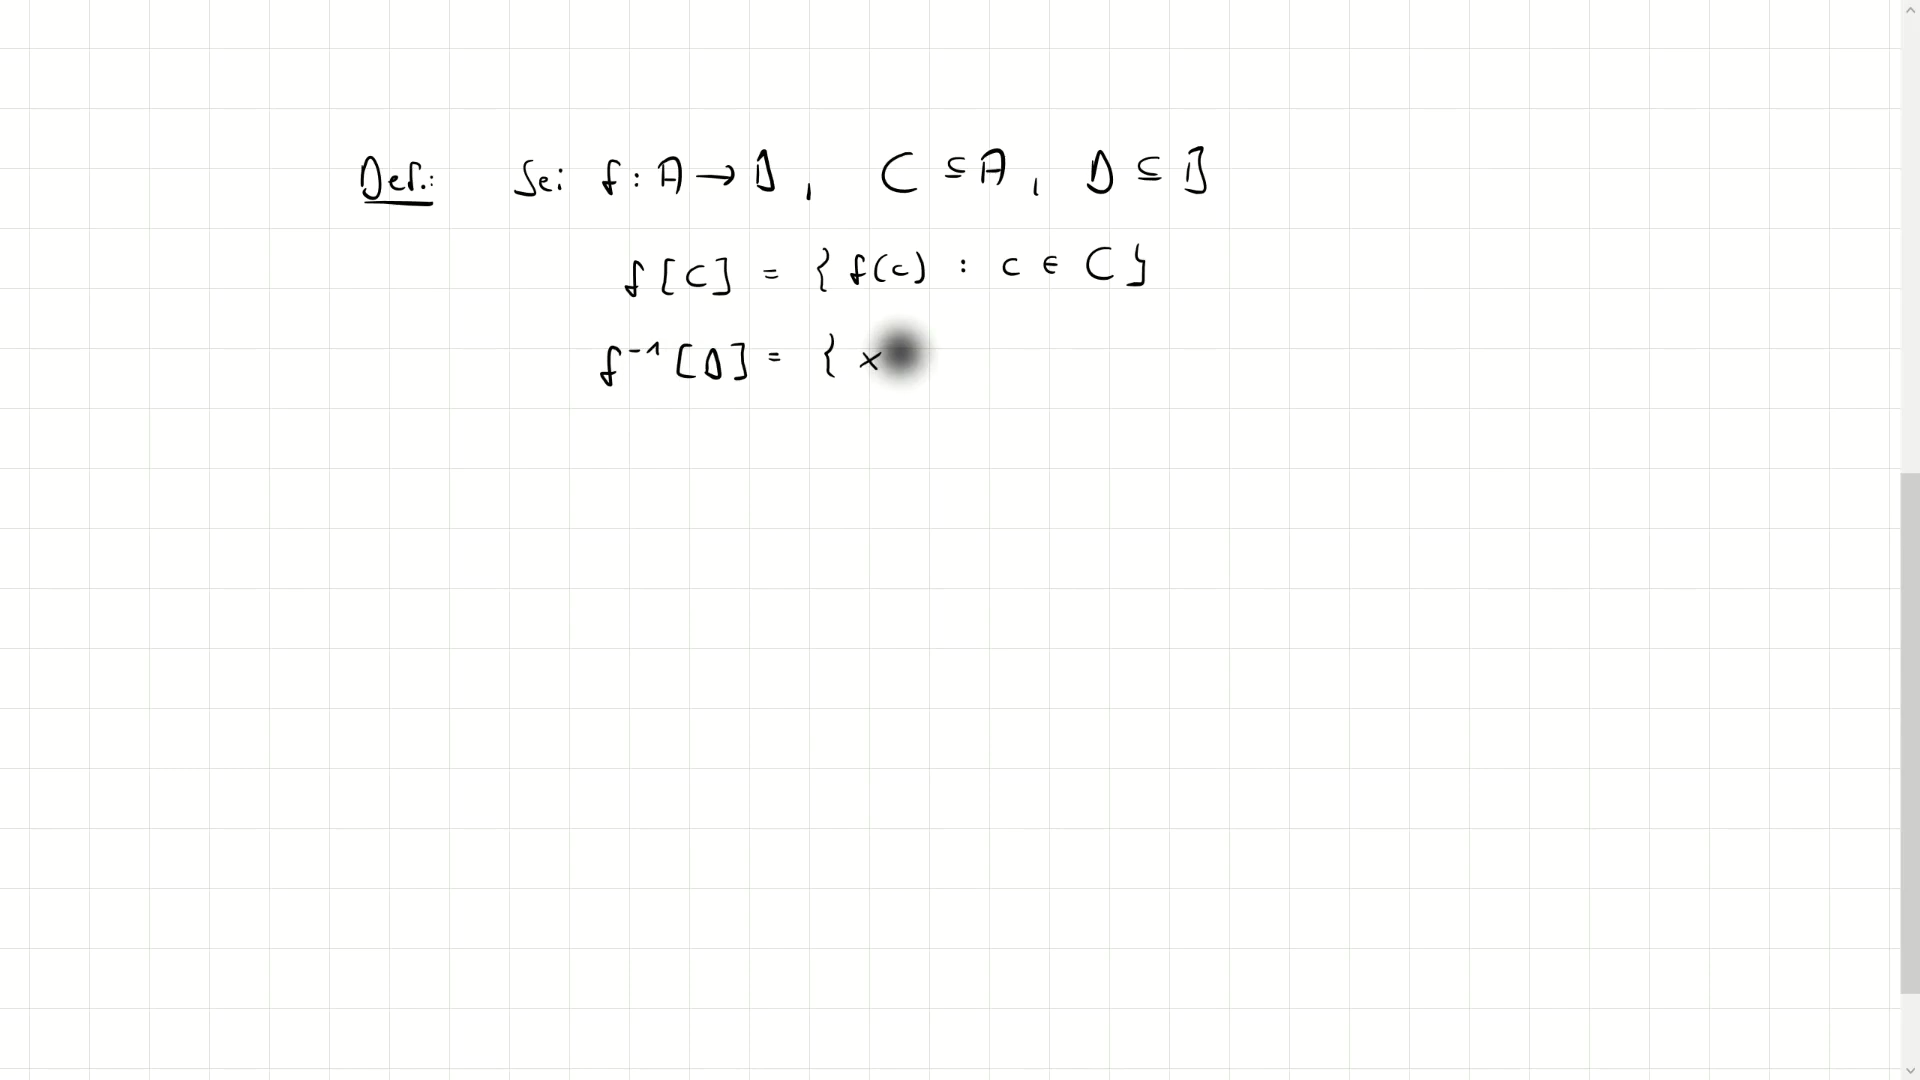 Def.: Sei f: A → B, C ⊆ A, D ⊆ B
f[C] = { f(c) : c ∈ C }
f⁻¹[D] = { x